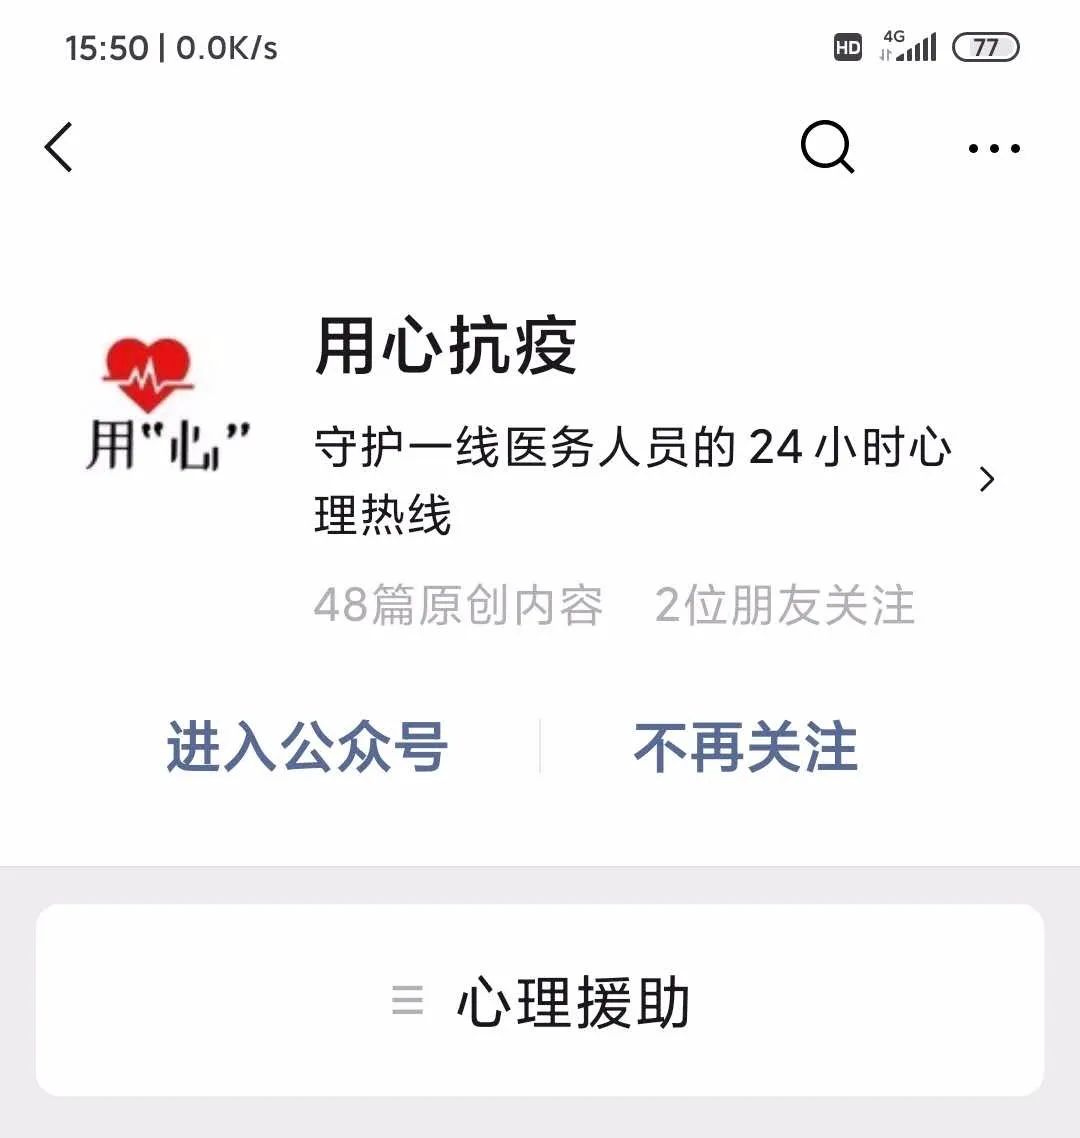 15:50 | 0.0K/s HD 4G 77
用心抗疫
用“心”
守护一线医务人员的 24 小时心
理热线
48篇原创内容 2位朋友关注
进入公众号 不再关注
心理援助